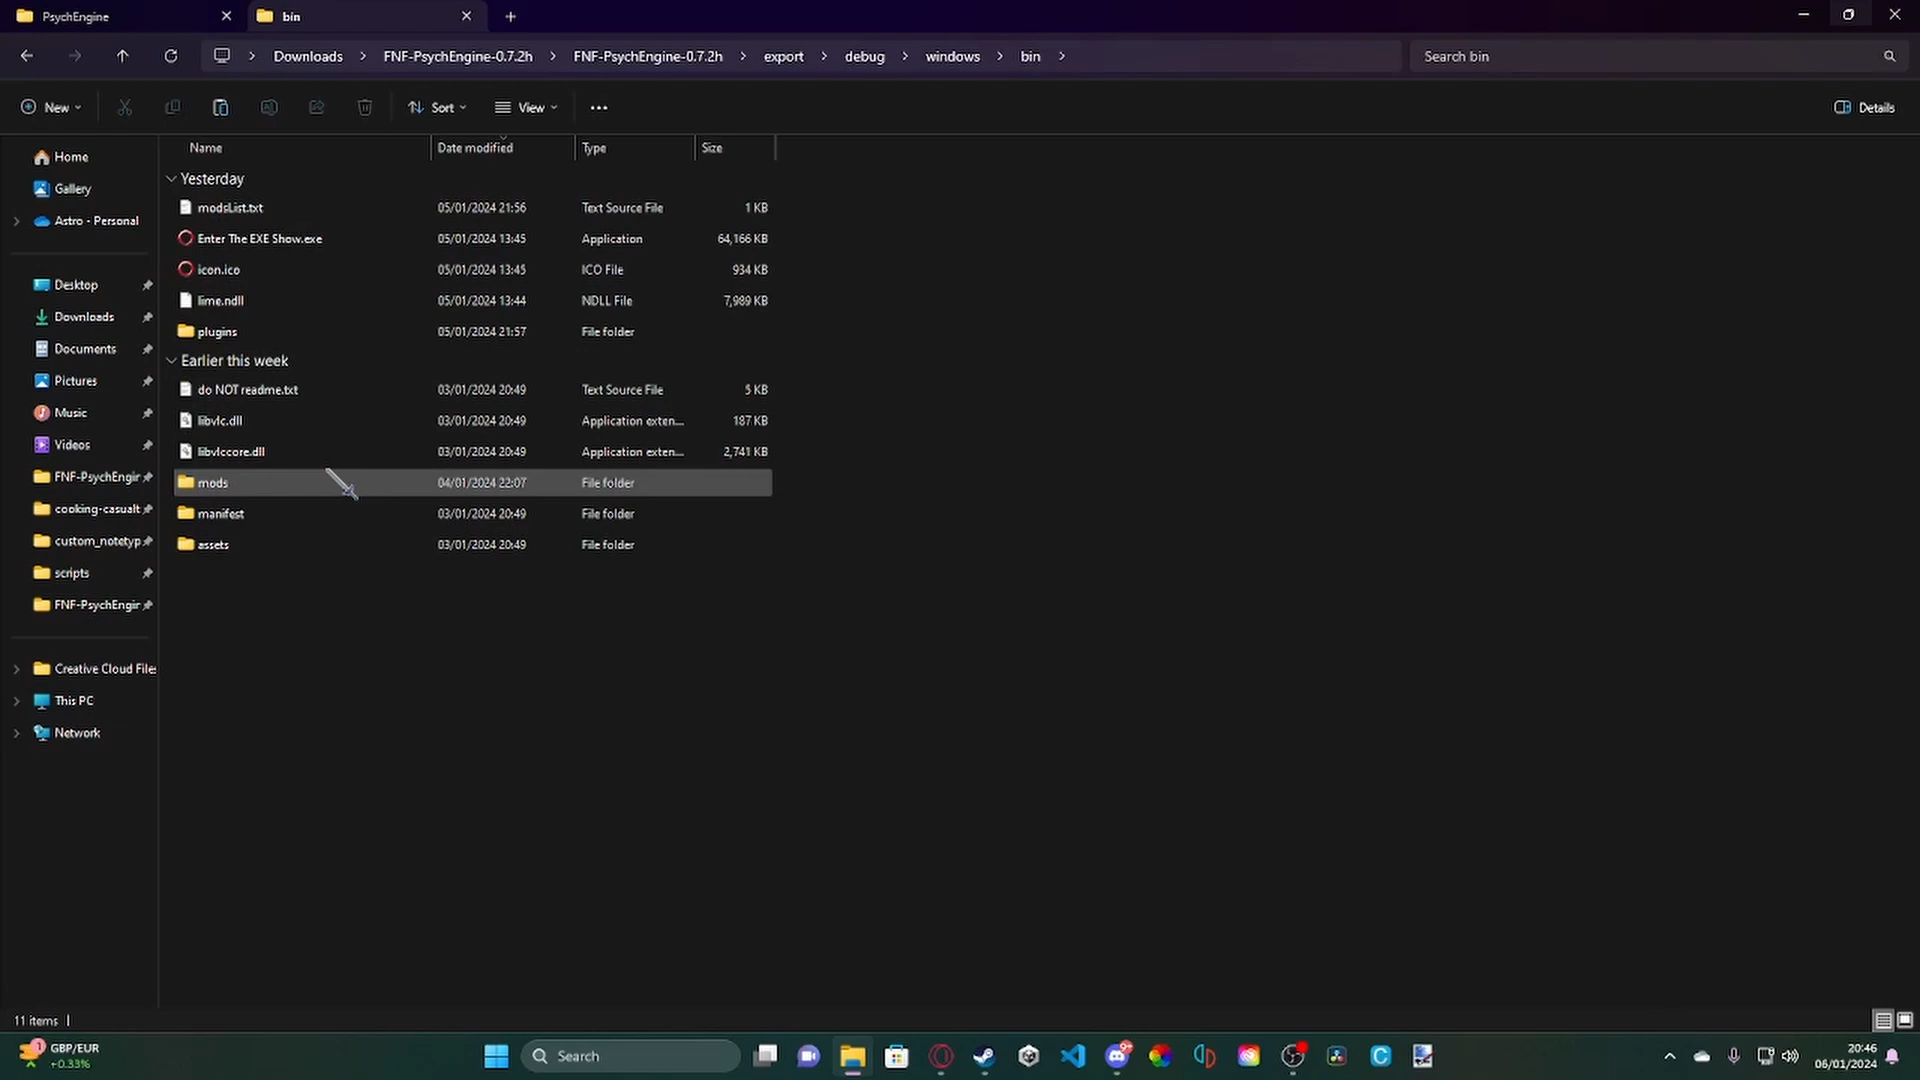 PsychEngine
bin
Downloads
FNF-PsychEngine-0.7.2h
FNF-PsychEngine-0.7.2h
export
debug
windows
bin
Search bin
New
Sort
View
Details
Name
Date modified
Type
Size
Yesterday
modsList.txt 05/01/2024 21:56 Text Source File 1 KB
Enter The EXE Show.exe 05/01/2024 13:45 Application 64,166 KB
icon.ico 05/01/2024 13:45 ICO File 934 KB
lime.ndll 05/01/2024 13:44 NDLL File 7,989 KB
plugins 05/01/2024 21:57 File folder
Earlier this week
do NOT readme.txt 03/01/2024 20:49 Text Source File 5 KB
libvlc.dll 03/01/2024 20:49 Application exten... 187 KB
libvlccore.dll 03/01/2024 20:49 Application exten... 2,741 KB
mods 04/01/2024 22:07 File folder
manifest 03/01/2024 20:49 File folder
assets 03/01/2024 20:49 File folder
Home
Gallery
Astro - Personal
Desktop
Downloads
Documents
Pictures
Music
Videos
FNF-PsychEngir
cooking-casualt
custom_notetyp
scripts
FNF-PsychEngir
Creative Cloud Files
This PC
Network
11 items
1
GBP/EUR
+0.33%
Search
9+
20:46
06/01/2024